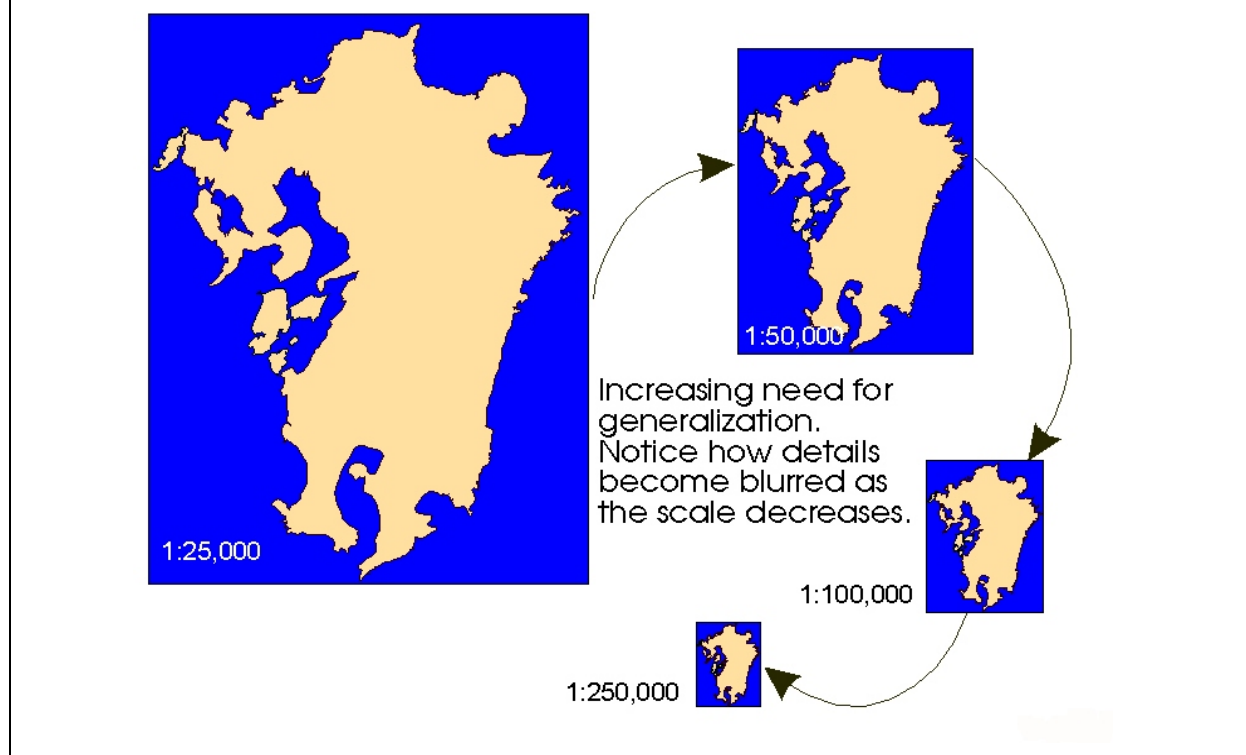 1:25,000
1:50,000
Increasing need for
generalization.
Notice how details
become blurred as
the scale decreases.
1:100,000
1:250,000